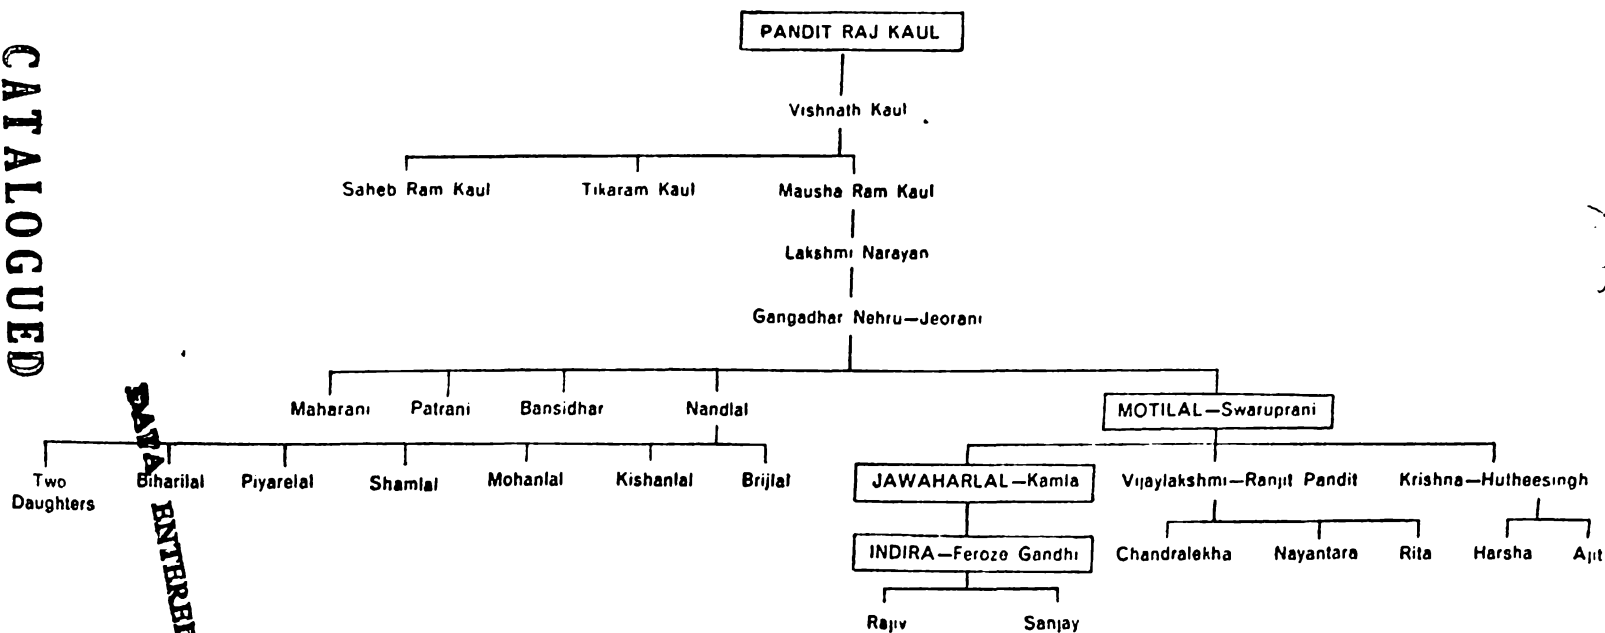 CATALOGUED
PANDIT RAJ KAUL
Vishnath Kaul
Saheb Ram Kaul Tikaram Kaul Mausha Ram Kaul
Lakshmi Narayan
Gangadhar Nehru—Jeorani
Maharani Patrani Bansidhar Nandlal MOTILAL—Swaruprani
Two Daughters Biharilal Piyarelal Shamlal Mohanlal Kishanlal Brijlal JAWAHARLAL—Kamla Vijaylakshmi—Ranjit Pandit Krishna—Hutheesingh
INDIRA—Feroze Gandhi Chandralekha Nayantara Rita Harsha Ajit
Rajiv Sanjay
DATA ENTERED